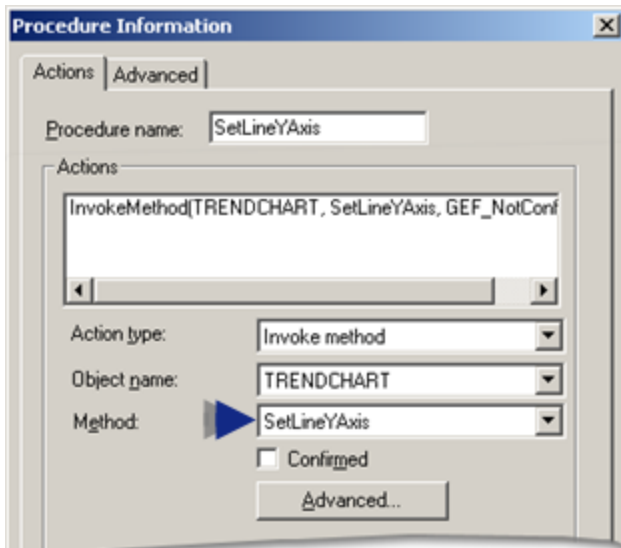 Procedure Information
Actions Advanced
Procedure name: SetLineYAxis
Actions
InvokeMethod(TRENDCHART, SetLineYAxis, GEF_NotConf
Action type: Invoke method
Object name: TRENDCHART
Method: SetLineYAxis
Confirmed
Advanced...